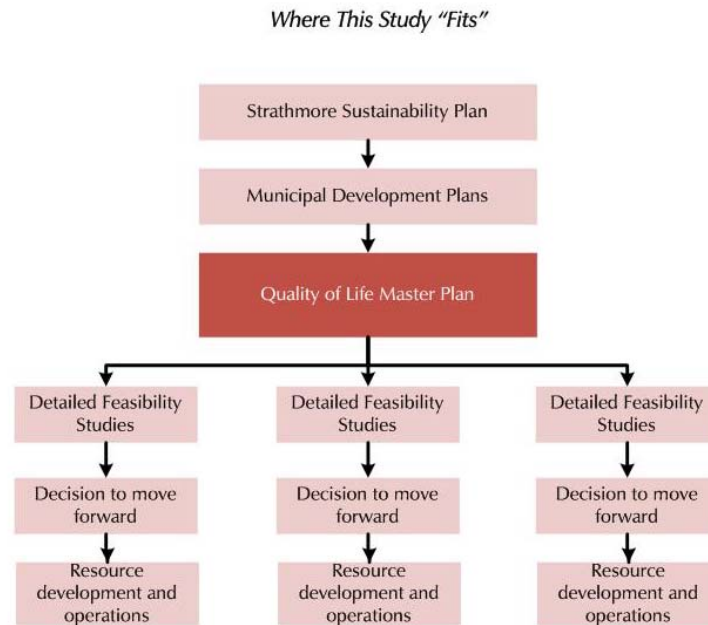 Where This Study “Fits”
Strathmore Sustainability Plan
Municipal Development Plans
Quality of Life Master Plan
Detailed Feasibility
Studies
Detailed Feasibility
Studies
Detailed Feasibility
Studies
Decision to move
forward
Decision to move
forward
Decision to move
forward
Resource
development and
operations
Resource
development and
operations
Resource
development and
operations